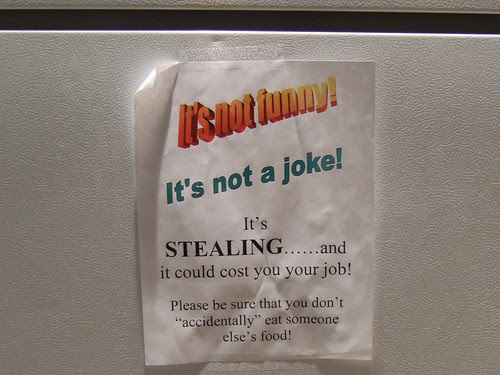 It's not funny!
It's not a joke!
It's
STEALING......and
it could cost you your job!
Please be sure that you don't
“accidentally” eat someone
else's food!